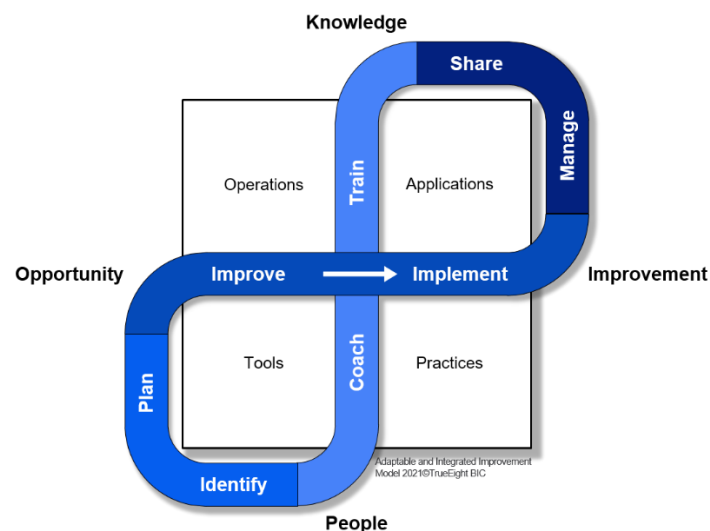 Knowledge
Share
Manage
Train
Operations
Applications
Opportunity
Improve
Implement
Improvement
Plan
Tools
Coach
Practices
Adaptable and Integrated Improvement
Model 2021©TrueEight BIC
Identify
People